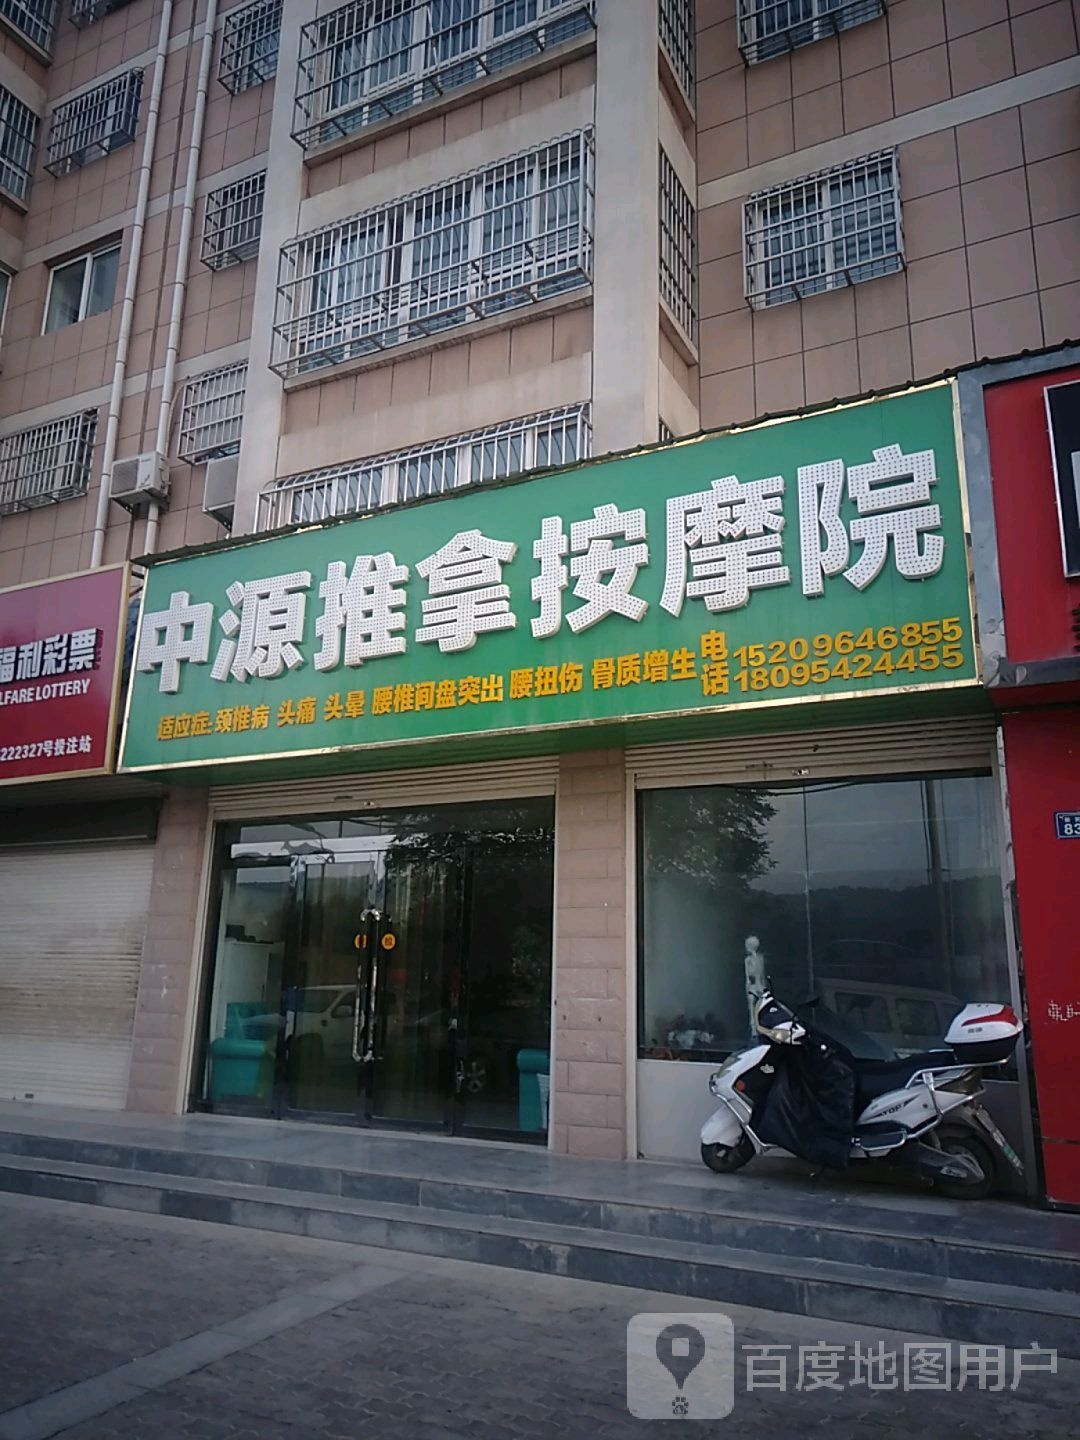 中源推拿按摩院
适应症:颈椎病 头痛 头晕 腰椎间盘突出 腰扭伤 骨质增生
电话
15209646855
18095424455
福利彩票
LFARE LOTTERY
222327号投注站
83
百度地图用户